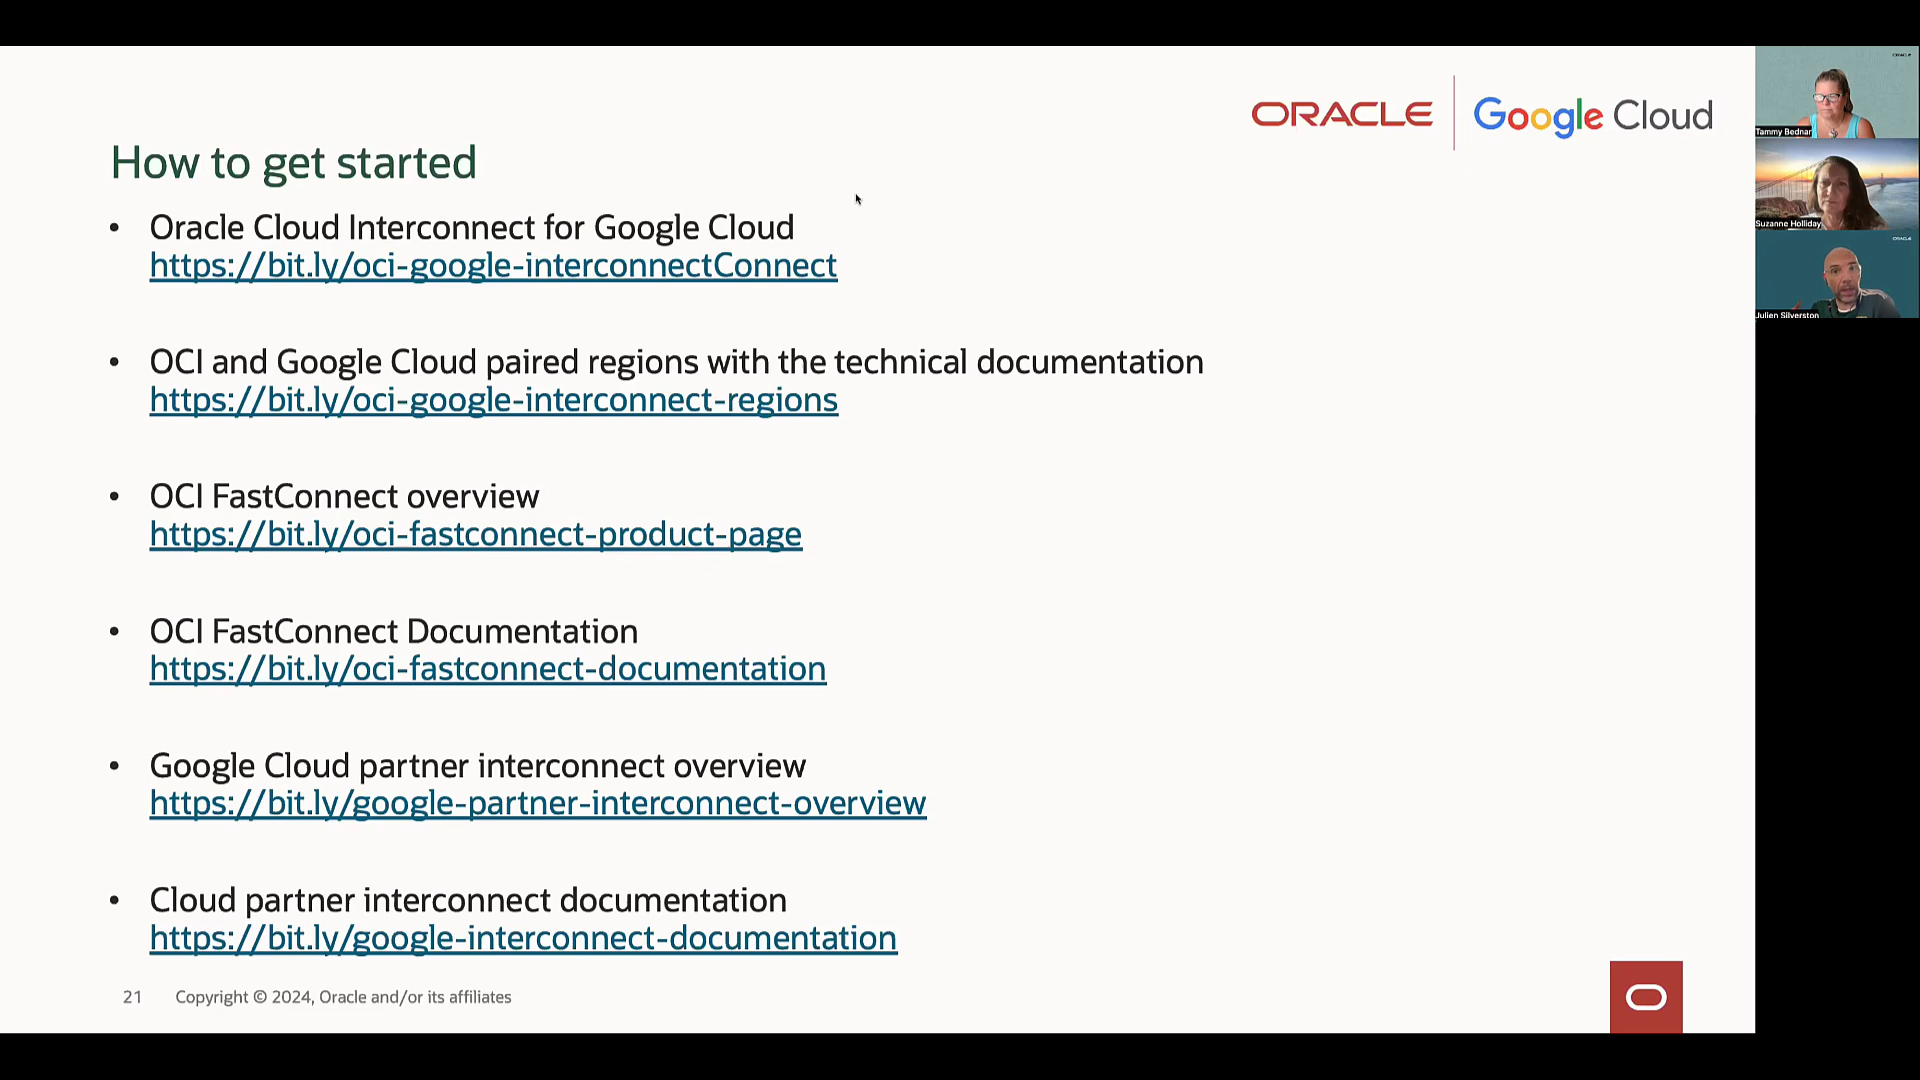 ORACLE
Google Cloud
How to get started
• Oracle Cloud Interconnect for Google Cloud
https://bit.ly/oci-google-interconnectConnect
• OCI and Google Cloud paired regions with the technical documentation
https://bit.ly/oci-google-interconnect-regions
• OCI FastConnect overview
https://bit.ly/oci-fastconnect-product-page
• OCI FastConnect Documentation
https://bit.ly/oci-fastconnect-documentation
• Google Cloud partner interconnect overview
https://bit.ly/google-partner-interconnect-overview
• Cloud partner interconnect documentation
https://bit.ly/google-interconnect-documentation
21 Copyright © 2024, Oracle and/or its affiliates
ORACLE
Tammy Bednar
Suzanne Holliday
ORACLE
Julien Silverston